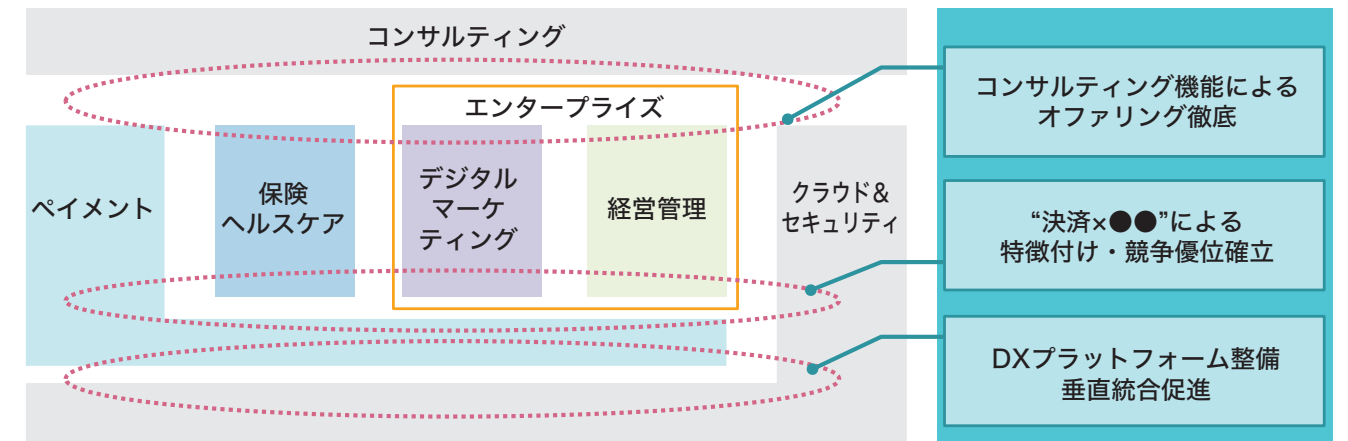 コンサルティング
エンタープライズ
ペイメント
保険
ヘルスケア
デジタル
マーケ
ティング
経営管理
クラウド&
セキュリティ
コンサルティング機能による
オファリング徹底
“決済×●●”による
特徴付け・競争優位確立
DXプラットフォーム整備
垂直統合促進